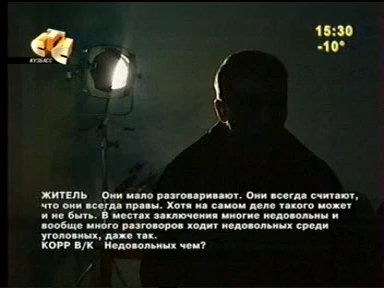 СТС
КУЗБАСС
15:30
-10°
ЖИТЕЛЬ Они мало разговаривают. Они всегда считают,
что они всегда правы. Хотя на самом деле такого может
и не быть. В местах заключения многие недовольны и
вообще много разговоров ходит недовольных среди
уголовных, даже так.
КОРР В/К Недовольных чем?